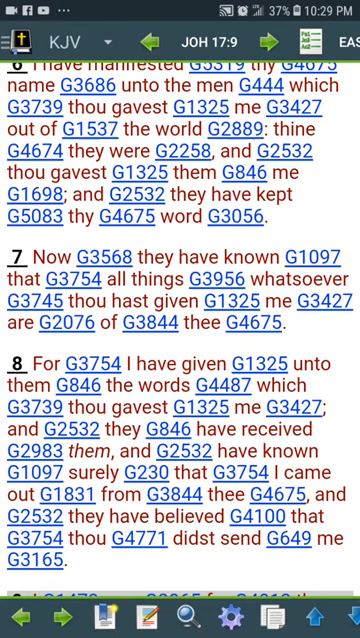 37% 10:29 PM
KJV JOH 17:9 EAS
6 I have manifested G5319 thy G4675
name G3686 unto the men G444 which
G3739 thou gavest G1325 me G3427
out of G1537 the world G2889: thine
G4674 they were G2258, and G2532
thou gavest G1325 them G846 me
G1698; and G2532 they have kept
G5083 thy G4675 word G3056.
7 Now G3568 they have known G1097
that G3754 all things G3956 whatsoever
G3745 thou hast given G1325 me G3427
are G2076 of G3844 thee G4675.
8 For G3754 I have given G1325 unto
them G846 the words G4487 which
G3739 thou gavest G1325 me G3427;
and G2532 they G846 have received
G2983 them, and G2532 have known
G1097 surely G230 that G3754 I came
out G1831 from G3844 thee G4675, and
G2532 they have believed G4100 that
G3754 thou G4771 didst send G649 me
G3165.